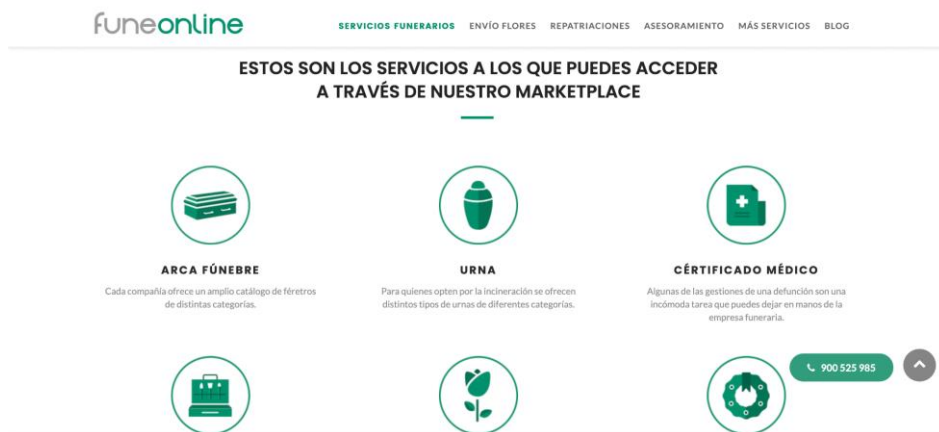 funeonline
SERVICIOS FUNERARIOS ENVÍO FLORES REPATRIACIONES ASESORAMIENTO MÁS SERVICIOS BLOG
ESTOS SON LOS SERVICIOS A LOS QUE PUEDES ACCEDER
A TRAVÉS DE NUESTRO MARKETPLACE
ARCA FÚNEBRE
Cada compañía ofrece un amplio catálogo de féretros
de distintas categorías.
URNA
Para quienes opten por la incineración se ofrecen
distintos tipos de urnas de diferentes categorías.
CÉRTIFICADO MÉDICO
Algunas de las gestiones de una defunción son una
incómoda tarea que puedes dejar en manos de la
empresa funeraria.
900 525 985